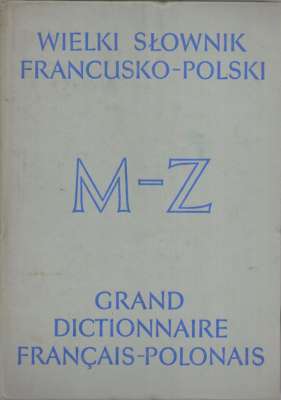 WIELKI SŁOWNIK
FRANCUSKO-POLSKI
M-Z
GRAND
DICTIONNAIRE
FRANÇAIS-POLONAIS